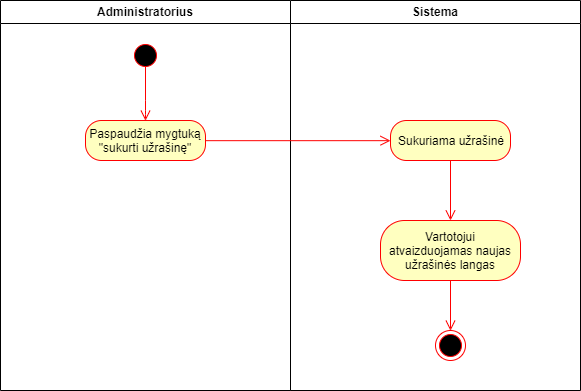 Administratorius
Sistema
Paspaudžia mygtuką
"sukurti užrašinę"
Sukuriama užrašinė
Vartotojui
atvaizduojamas naujas
užrašinės langas